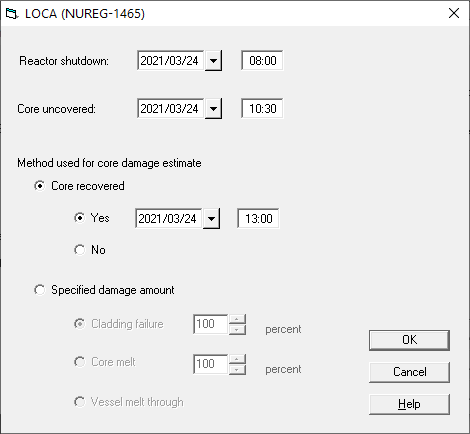 LOCA (NUREG-1465)
Reactor shutdown: 2021/03/24 08:00
Core uncovered: 2021/03/24 10:30
Method used for core damage estimate
Core recovered
Yes 2021/03/24 13:00
No
Specified damage amount
Cladding failure 100 percent
Core melt 100 percent
Vessel melt through
OK
Cancel
Help